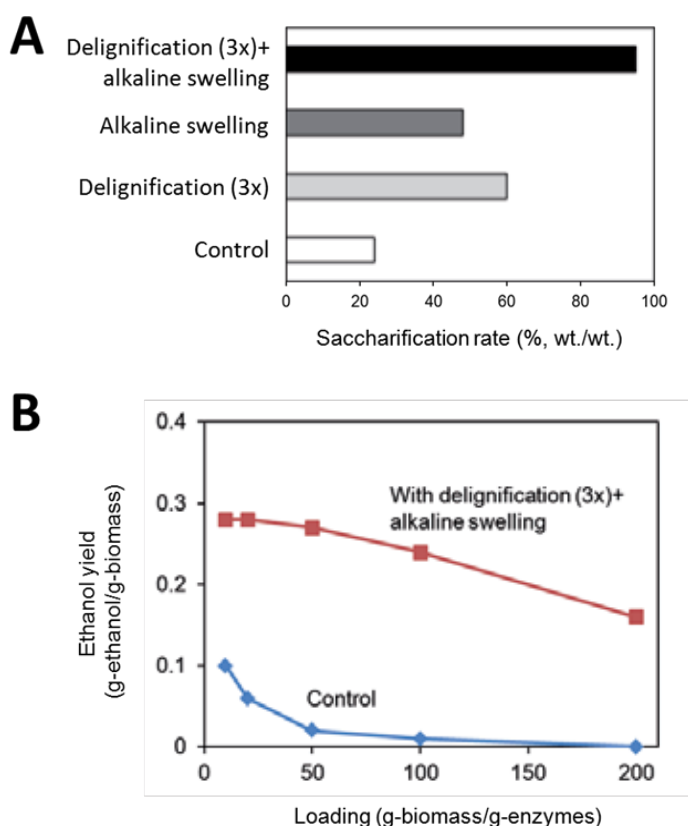 A
Delignification (3x)+
alkaline swelling
Alkaline swelling
Delignification (3x)
Control
0 20 40 60 80 100
Saccharification rate (%, wt./wt.)
B
0.4
0.3
0.2
0.1
0
With delignification (3x)+
alkaline swelling
Control
0 50 100 150 200
Ethanol yield
(g-ethanol/g-biomass)
Loading (g-biomass/g-enzymes)